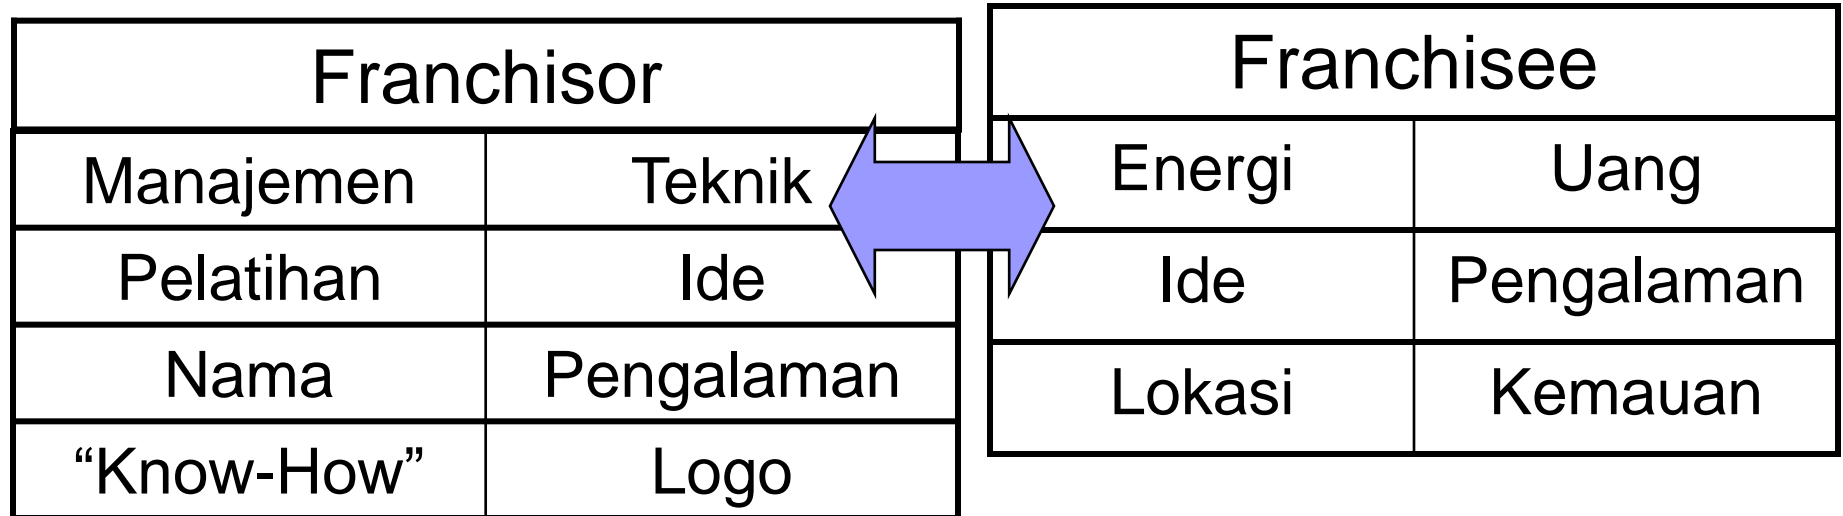 Franchisor
Manajemen Teknik
Pelatihan Ide
Nama Pengalaman
“Know-How” Logo
Franchisee
Energi Uang
Ide Pengalaman
Lokasi Kemauan